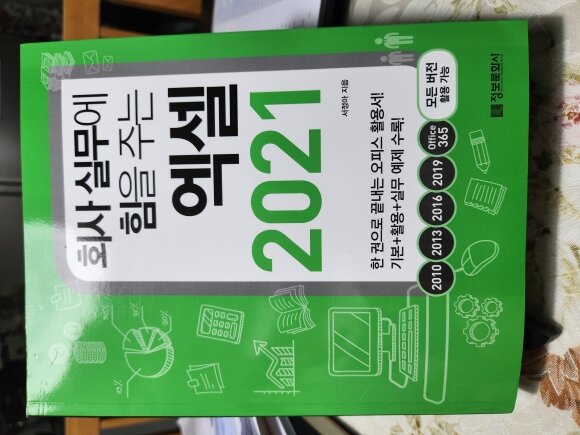 회사 실무에
힘을 주는
엑셀
2021
서정아 지음
한 권으로 끝내는 오피스 활용서!
기본+활용+실무 예제 수록!
2010 2013 2016 2019 Office 365
모든 버전
활용 가능
정보문화사